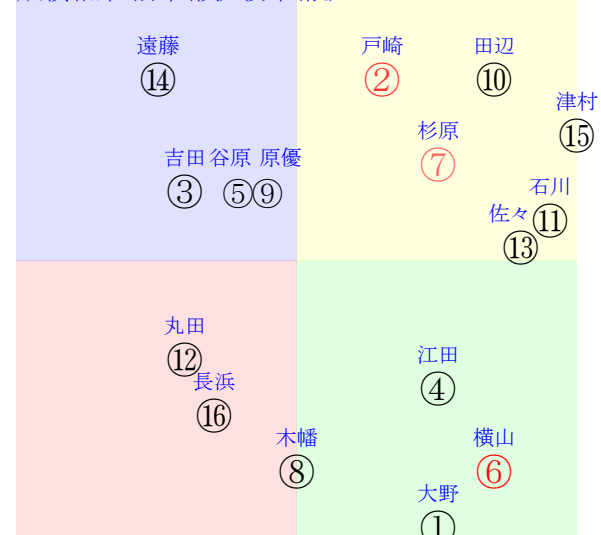 遠藤 戸崎 田辺
⑭ ② ⑩
津村
杉原 ⑮
吉田 谷原 原優 ⑦
③ ⑤ ⑨ 石川
佐々 ⑪
⑬
丸田
⑫ 江田
長浜 ④
⑯
木幡 横山
⑧ ⑥
大野
①